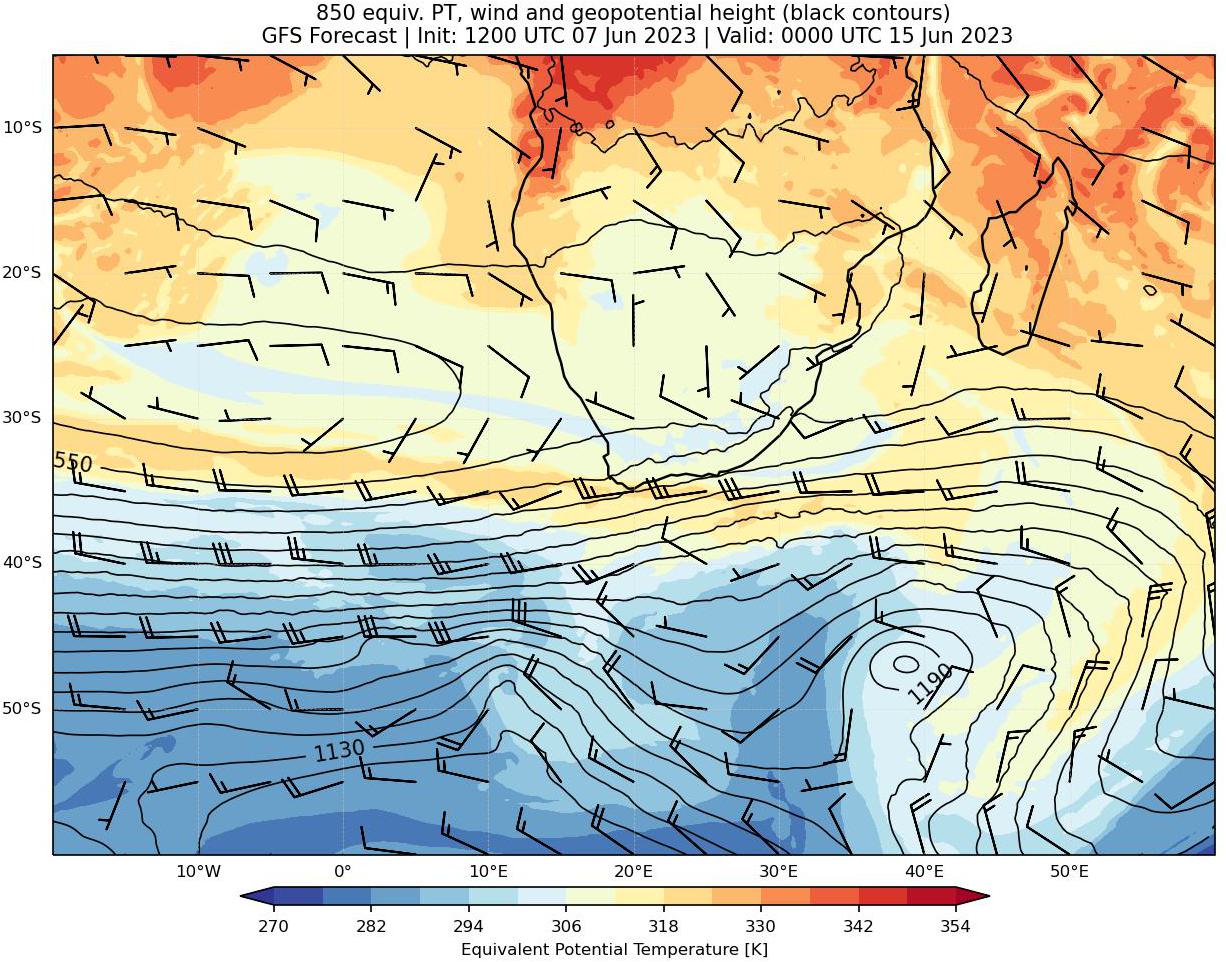 850 equiv. PT, wind and geopotential height (black contours)
GFS Forecast | Init: 1200 UTC 07 Jun 2023 | Valid: 0000 UTC 15 Jun 2023
10°S
20°S
30°S
550
40°S
1190
50°S
1130
10°W 0° 10°E 20°E 30°E 40°E 50°E
270 282 294 306 318 330 342 354
Equivalent Potential Temperature [K]